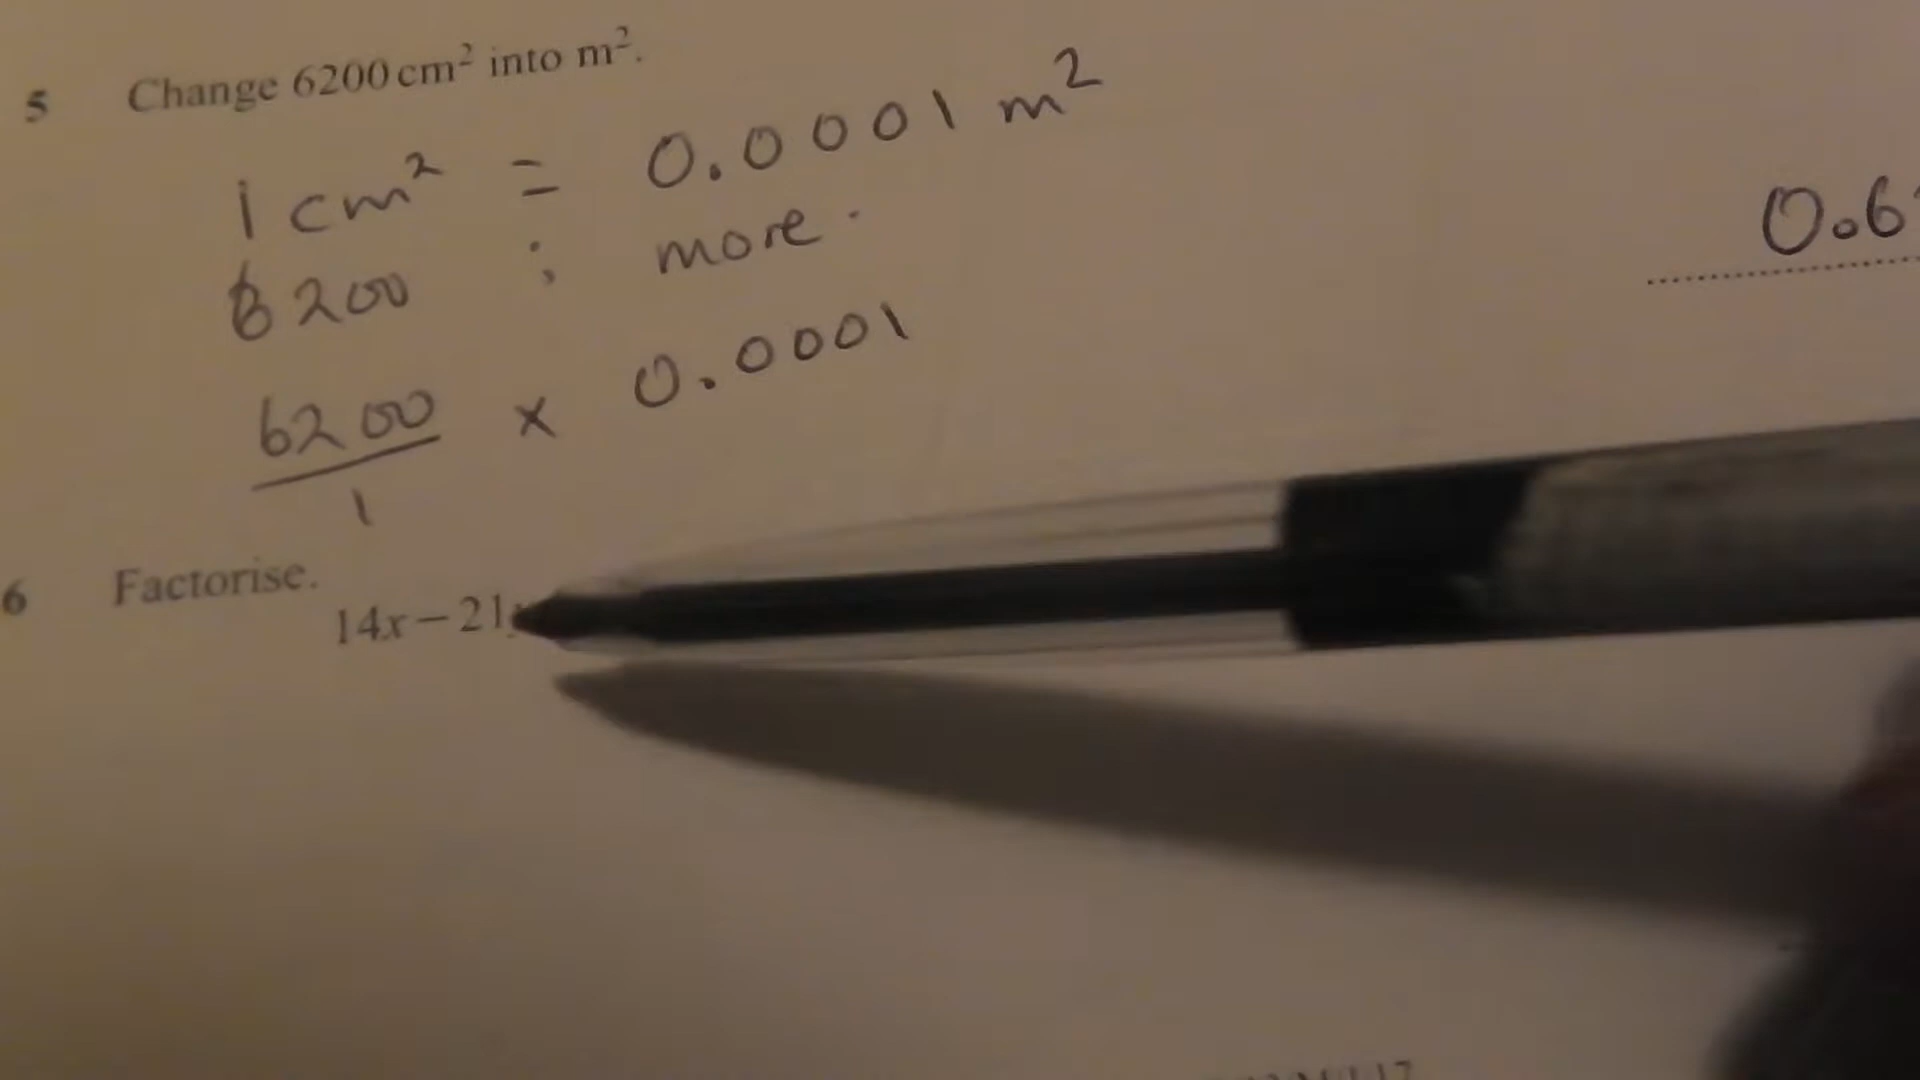 5 Change 6200 cm² into m².
1 cm² = 0.0001 m²
6200 : more.
0.6
6200 × 0.0001
1
6 Factorise.
14x − 21